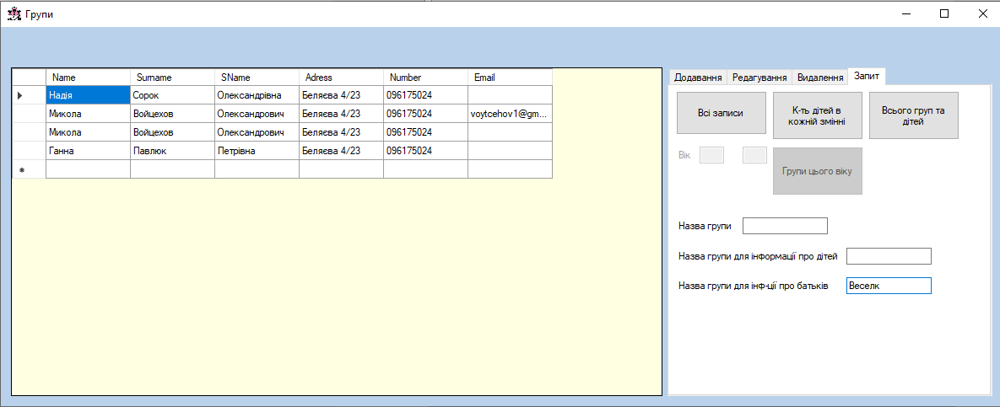 Групи
Name Surname SName Adress Number Email
Надія Сорок Олександрівна Беляєва 4/23 096175024
Микола Войцехов Олександрович Беляєва 4/23 096175024 voytcehov1@gm...
Микола Войцехов Олександрович Беляєва 4/23 096175024
Ганна Павлюк Петрівна Беляєва 4/23 096175024
Додавання Редагування Видалення Запит
Всі записи
К-ть дітей в
кожній змінні
Всього груп та
дітей
Вік
Групи цього віку
Назва групи
Назва групи для інформації про дітей
Назва групи для інф-ції про батьків Веселк